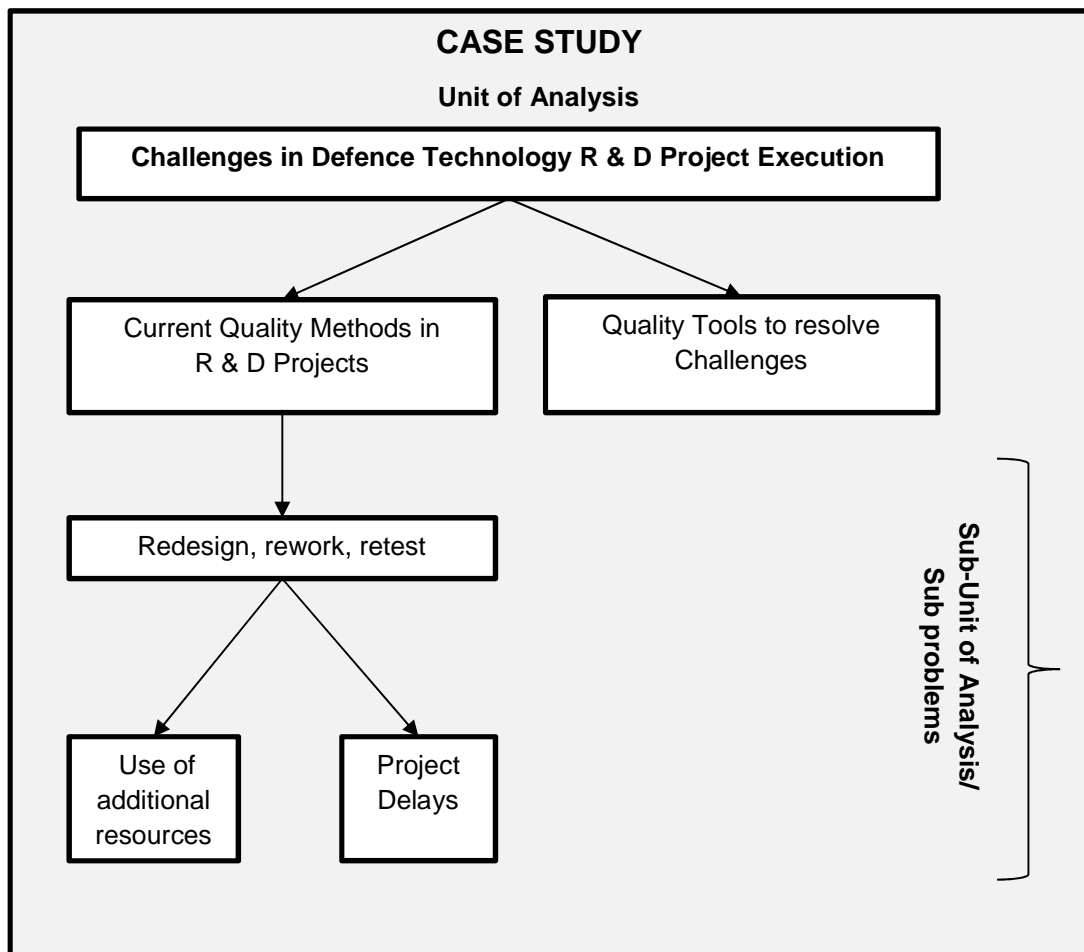 CASE STUDY
Unit of Analysis
Challenges in Defence Technology R & D Project Execution
Current Quality Methods in
R & D Projects
Quality Tools to resolve
Challenges
Redesign, rework, retest
Sub-Unit of Analysis/
Sub problems
Use of
additional
resources
Project
Delays